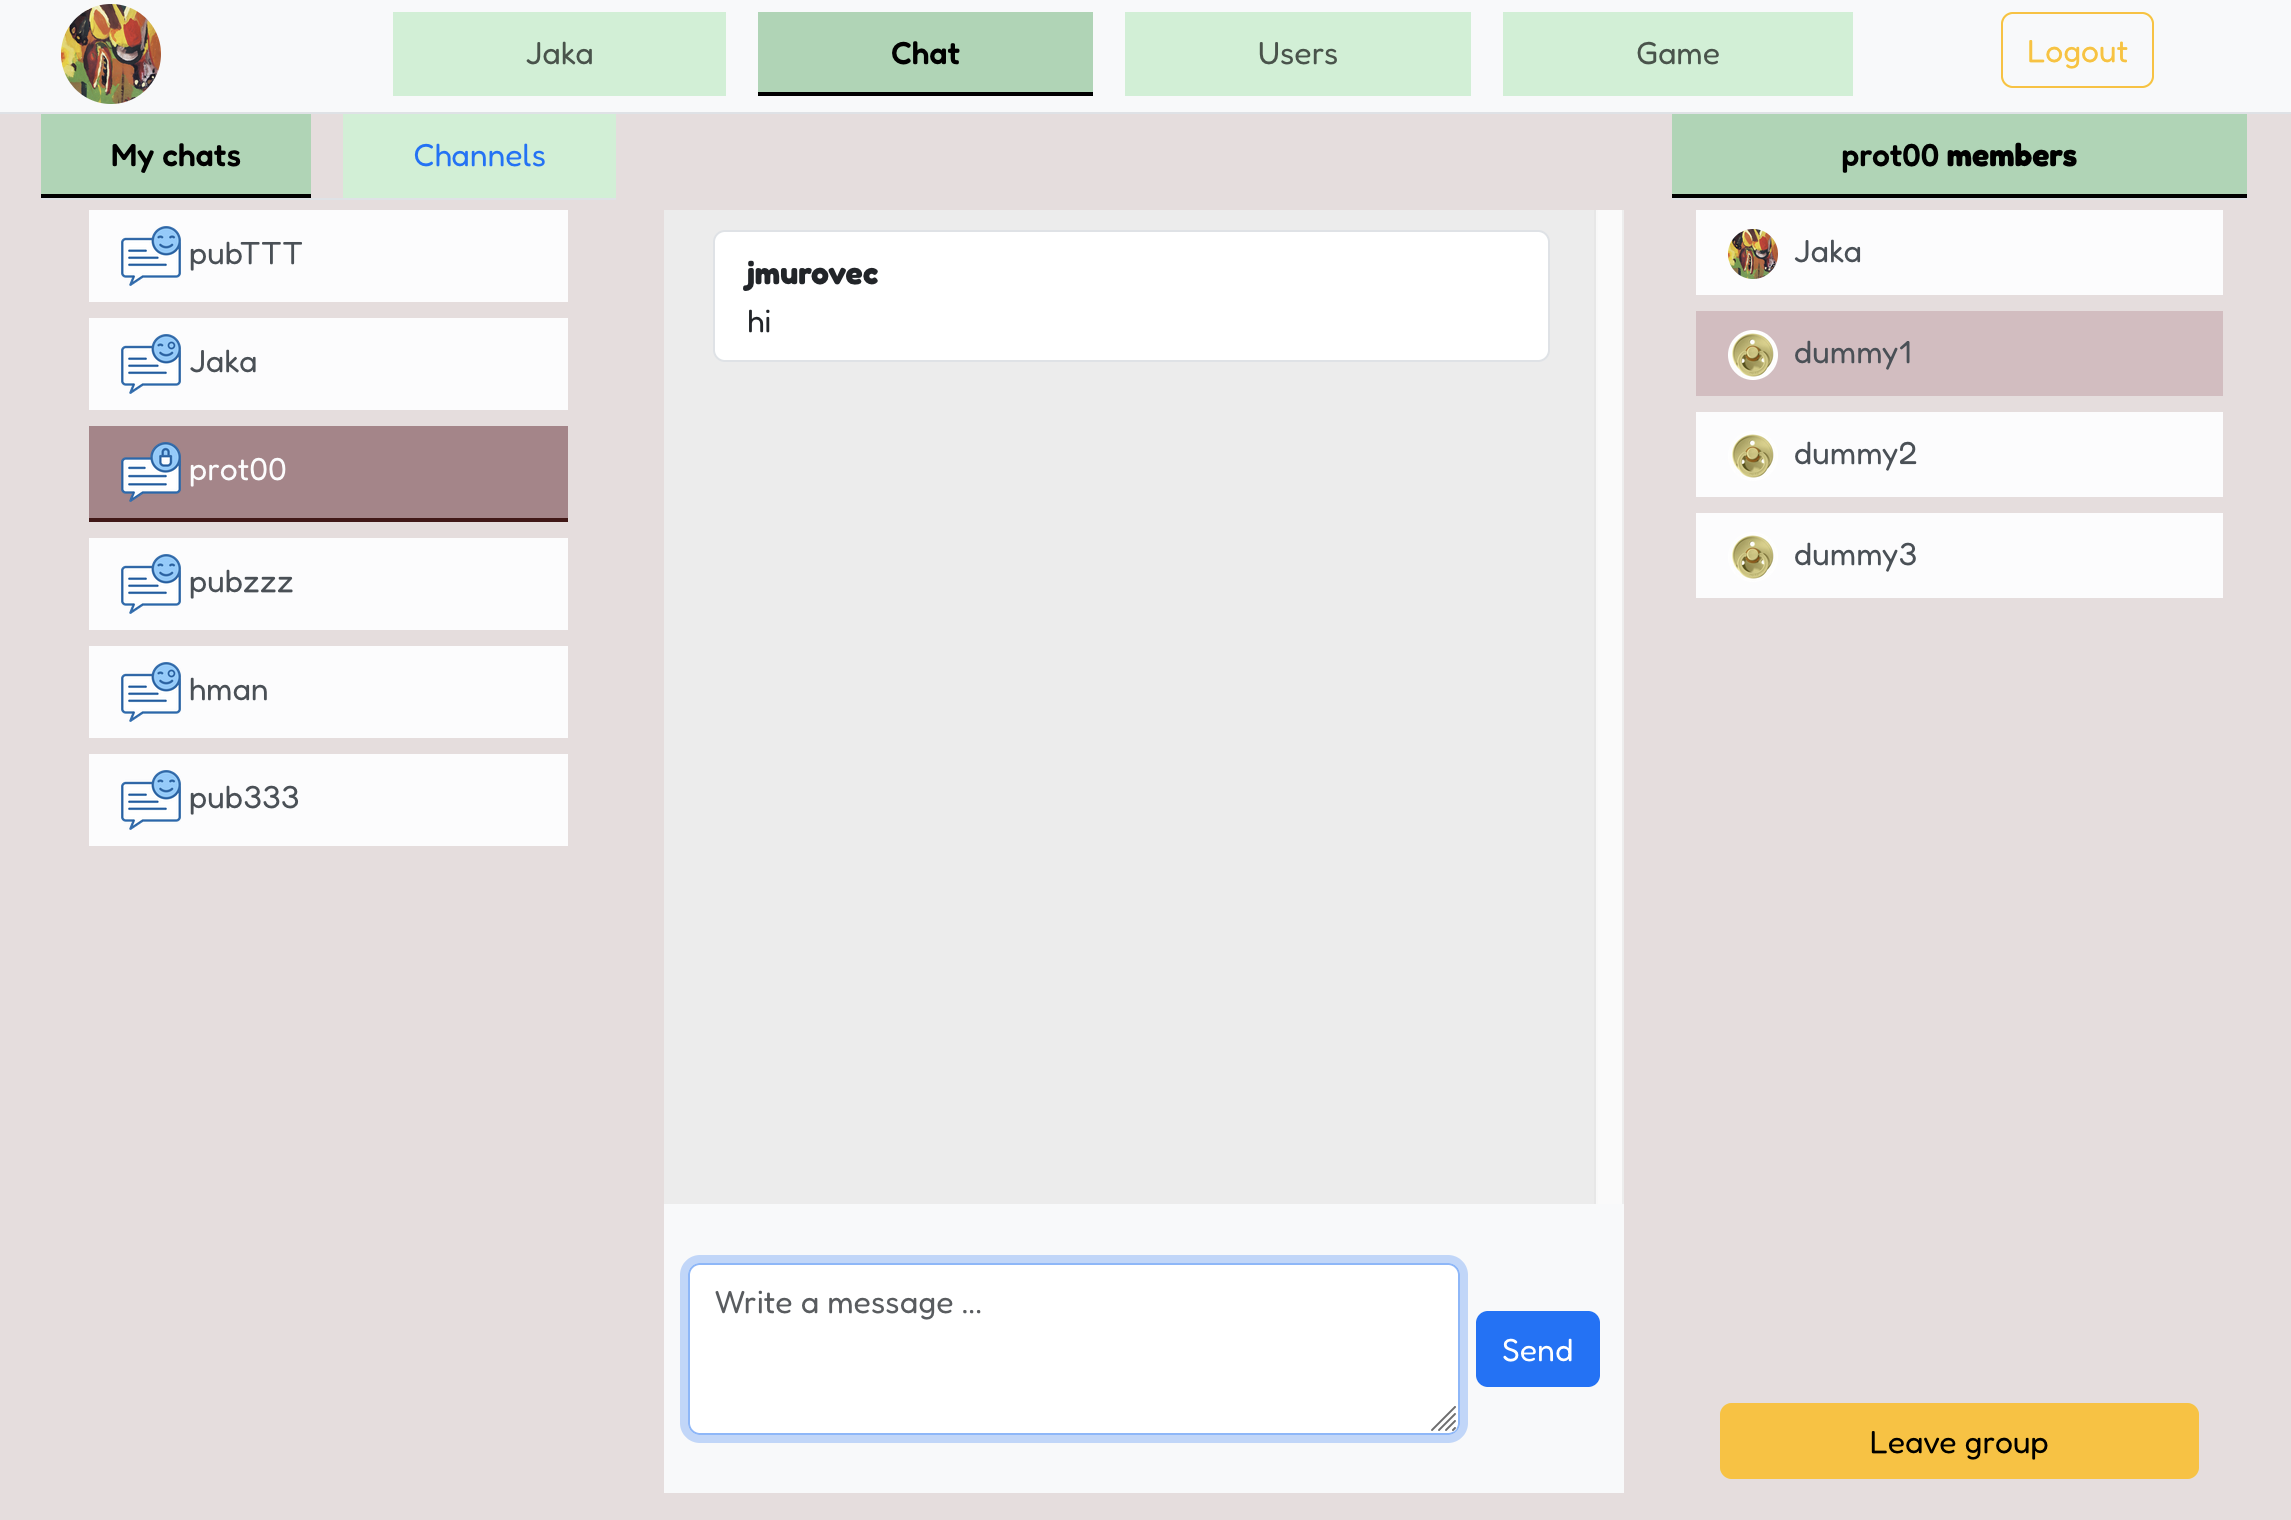 Jaka
Chat
Users
Game
Logout
My chats
Channels
pubTTT
Jaka
prot00
pubzzz
hman
pub333
jmurovec
hi
Write a message ...
Send
prot00 members
Jaka
dummy1
dummy2
dummy3
Leave group